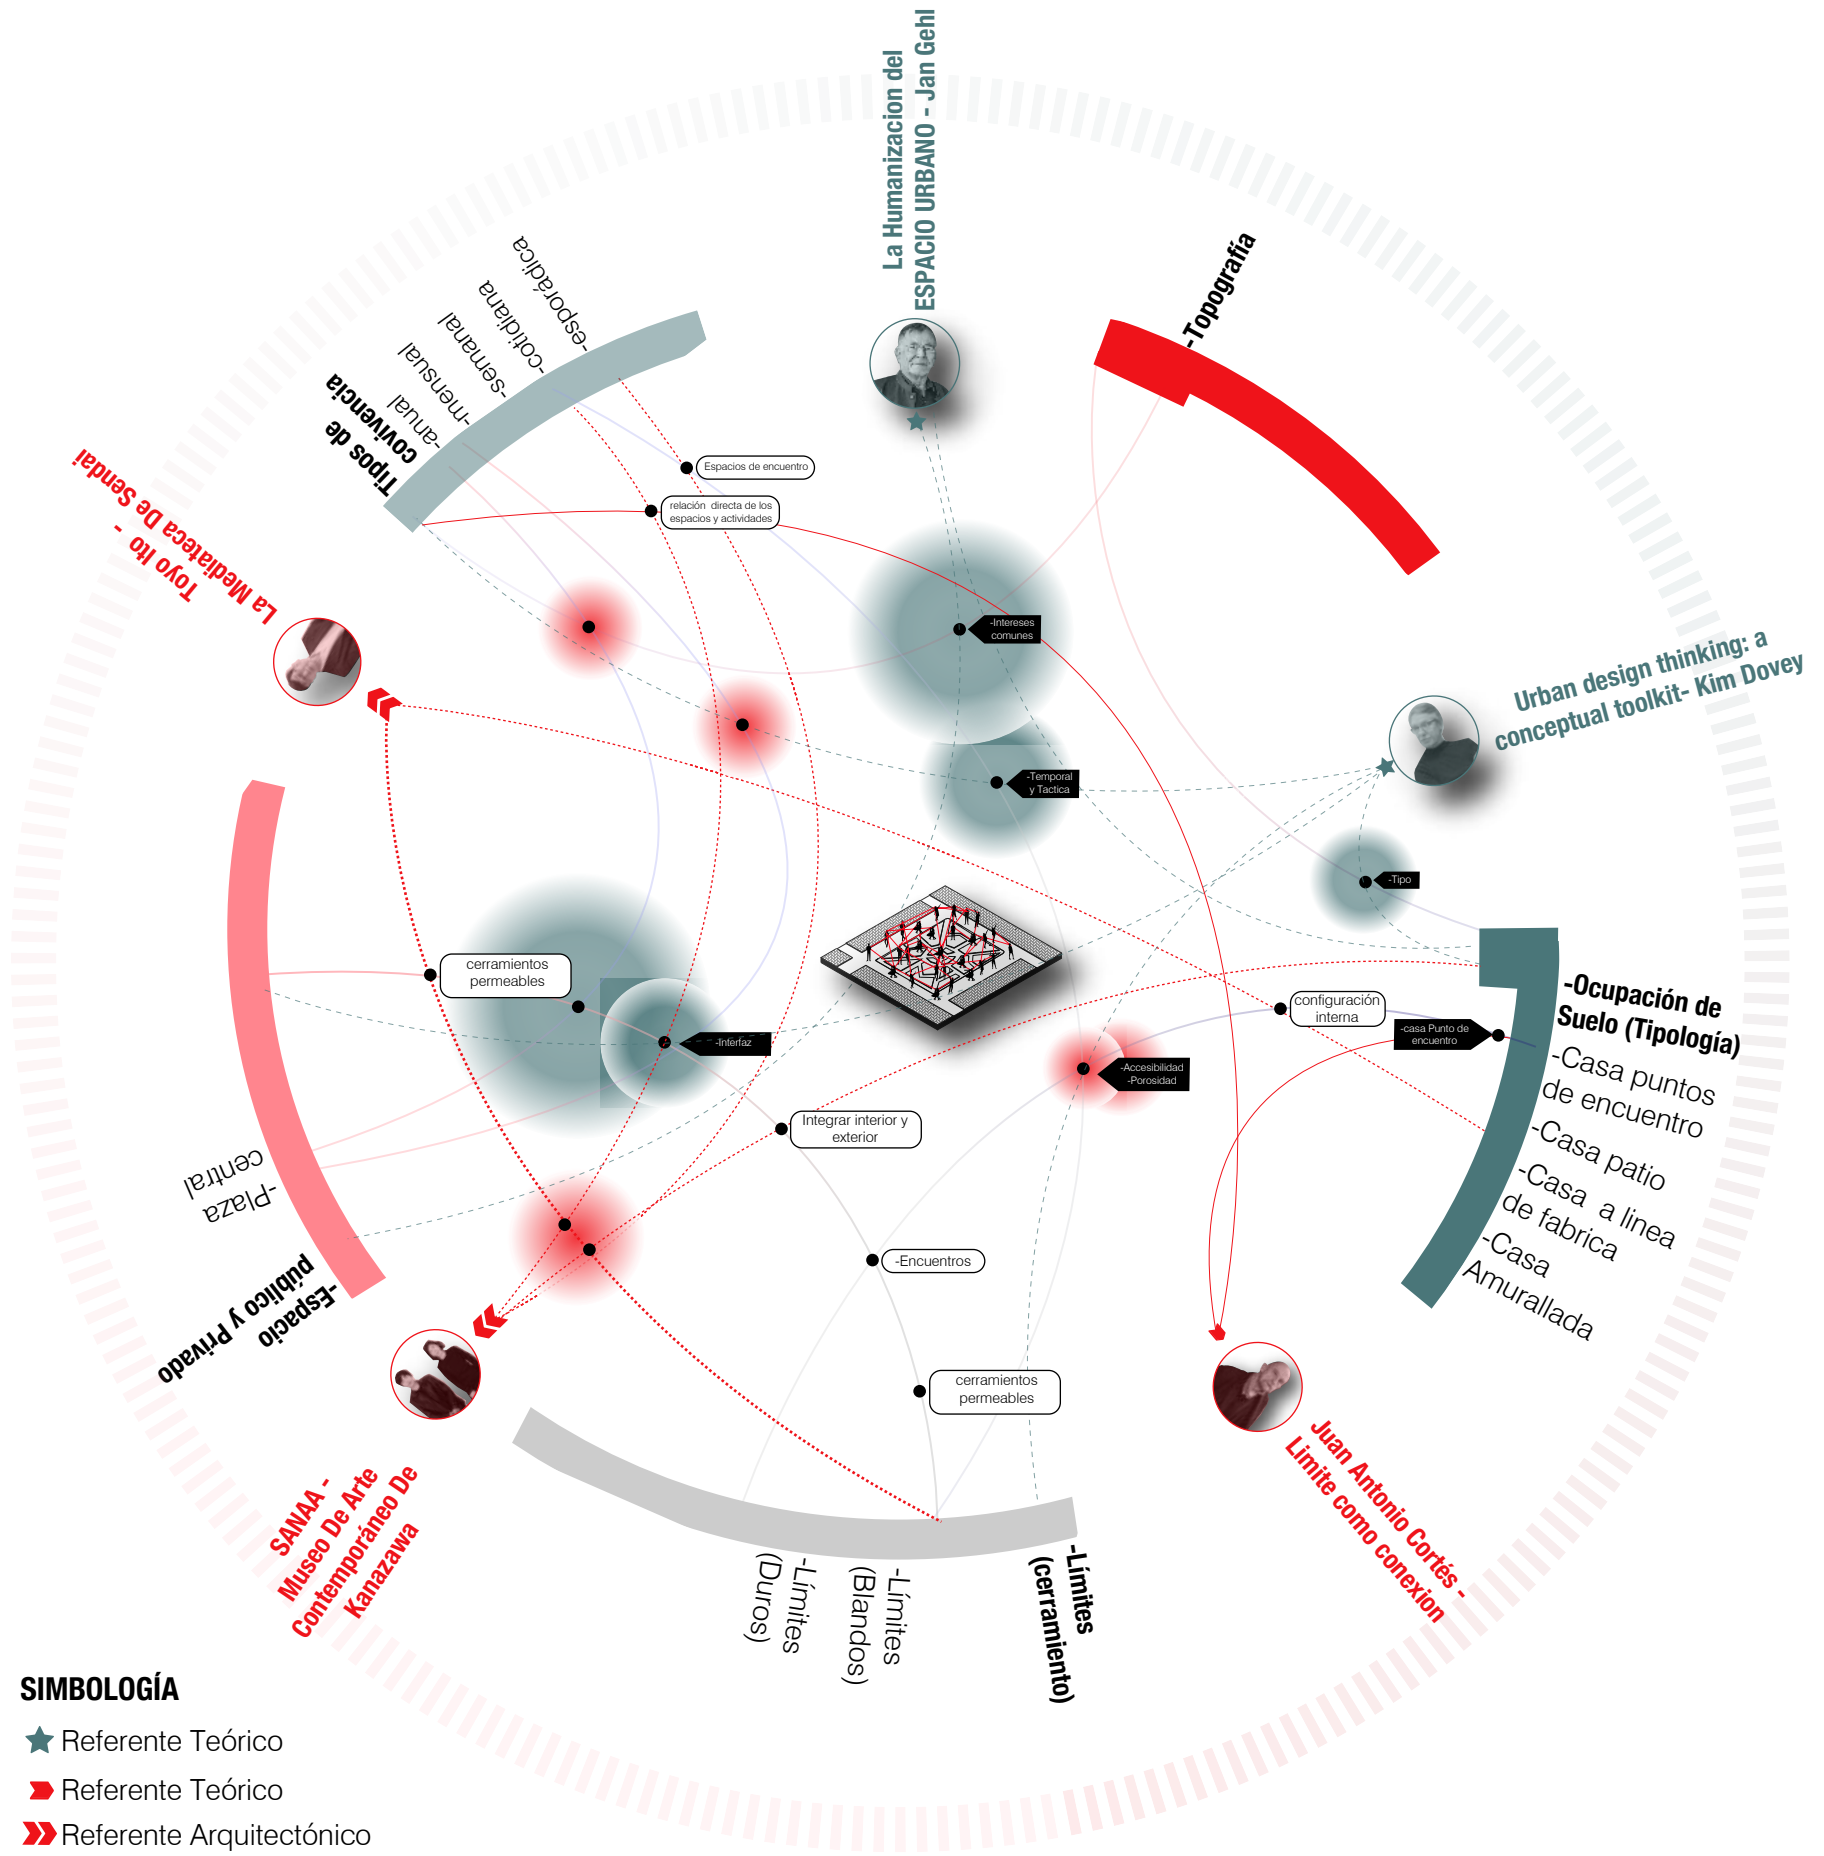 La Humanizacion del
ESPACIO URBANO - Jan Gehl
-Topografía
-esporádica
-cotidiana
-semanal
-mensual
-anual
Tipos de
covivencia
Espacios de encuentro
relación directa de los
espacios y actividades
Toyo Ito -
La Mediateca De Sendai
-Intereses
comunes
Urban design thinking: a
conceptual toolkit- Kim Dovey
-Temporal
y Tactica
-Tipo
cerramientos
permeables
-Interfaz
configuración
interna
-casa Punto de
encuentro
-Ocupación de
Suelo (Tipología)
-Casa puntos
de encuentro
-Casa patio
-Casa a linea
de fabrica
-Casa
Amurallada
-Accesibilidad
-Porosidad
Integrar interior y
exterior
-Plaza
central
-Espacio
público y Privado
-Encuentros
cerramientos
permeables
SANAA -
Museo De Arte
Contemporáneo De
Kanazawa
Juan Antonio Cortés -
Limite como conexion
-Límites
(Duros)
-Límites
(Blandos)
-Límites
(cerramiento)
SIMBOLOGÍA
Referente Teórico
Referente Teórico
Referente Arquitectónico